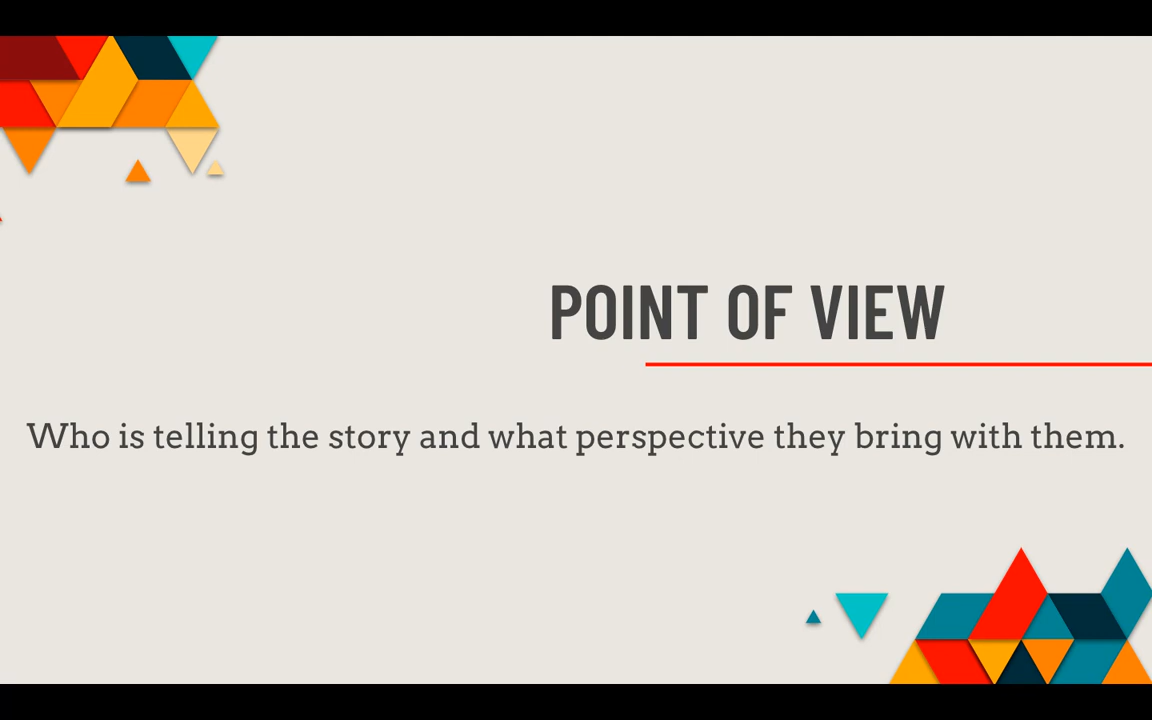 POINT OF VIEW
Who is telling the story and what perspective they bring with them.